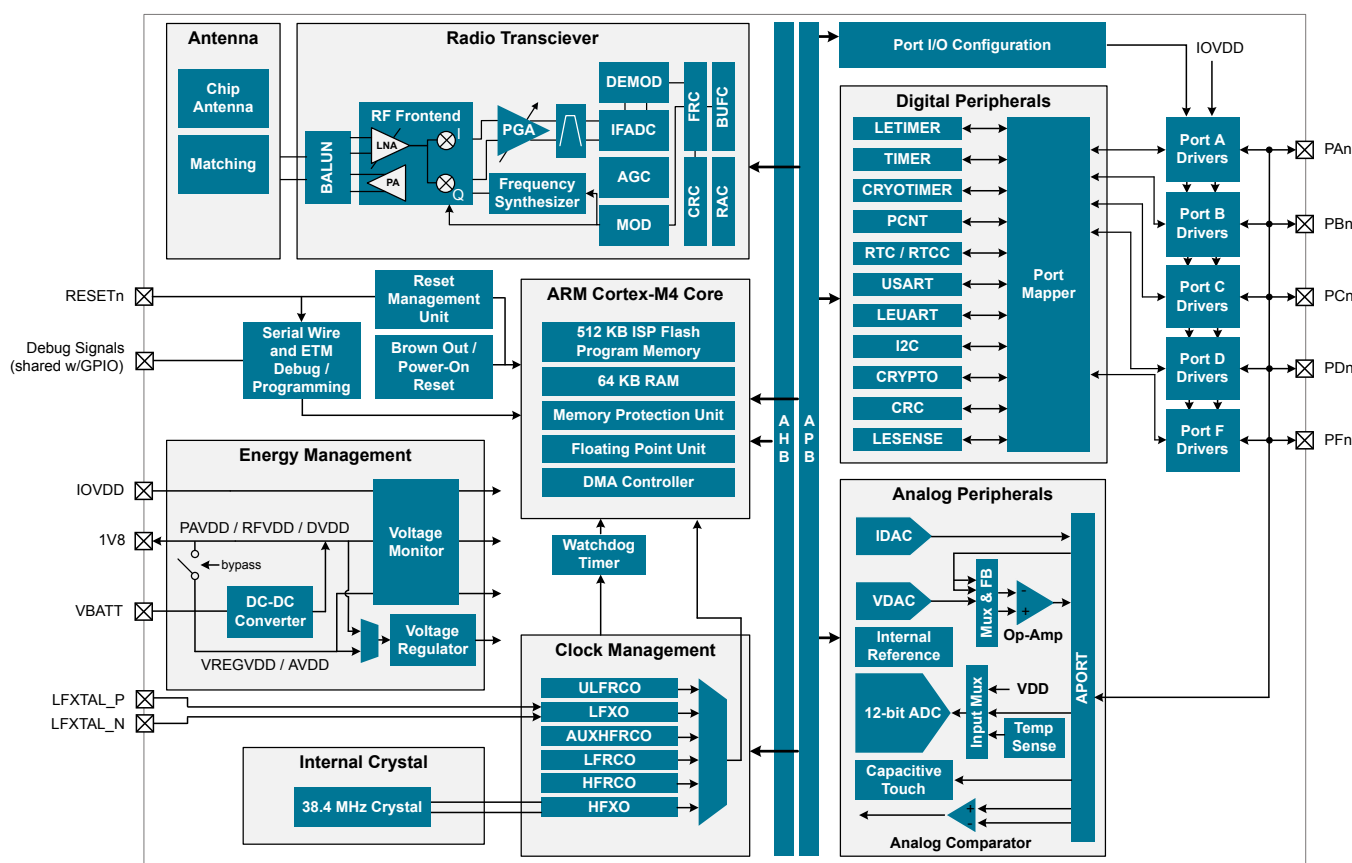 Antenna
Chip
Antenna
Matching
Radio Transciever
BALUN
RF Frontend
LNA
PA
I
Q
PGA
Frequency
Synthesizer
DEMOD
IFADC
AGC
MOD
FRC
BUFC
CRC
RAC
RESETn
Debug Signals
(shared w/GPIO)
Reset
Management
Unit
Serial Wire
and ETM
Debug /
Programming
Brown Out /
Power-On
Reset
ARM Cortex-M4 Core
512 KB ISP Flash
Program Memory
64 KB RAM
Memory Protection Unit
Floating Point Unit
DMA Controller
Energy Management
IOVDD
1V8
VBATT
PAVDD / RFVDD / DVDD
bypass
DC-DC
Converter
Voltage
Monitor
Voltage
Regulator
VREGVDD / AVDD
Watchdog
Timer
LFXTAL_P
LFXTAL_N
Clock Management
ULFRCO
LFXO
AUXHFRCO
LFRCO
HFRCO
HFXO
Internal Crystal
38.4 MHz Crystal
AHB
APB
Port I/O Configuration
IOVDD
Digital Peripherals
LETIMER
TIMER
CRYOTIMER
PCNT
RTC / RTCC
USART
LEUART
I2C
CRYPTO
CRC
LESENSE
Port
Mapper
Port A
Drivers
Port B
Drivers
Port C
Drivers
Port D
Drivers
Port F
Drivers
PAn
PBn
PCn
PDn
PFn
Analog Peripherals
IDAC
VDAC
Mux & FB
-
+
Op-Amp
Internal
Reference
12-bit ADC
Input Mux
VDD
Temp
Sense
Capacitive
Touch
+
-
Analog Comparator
APORT